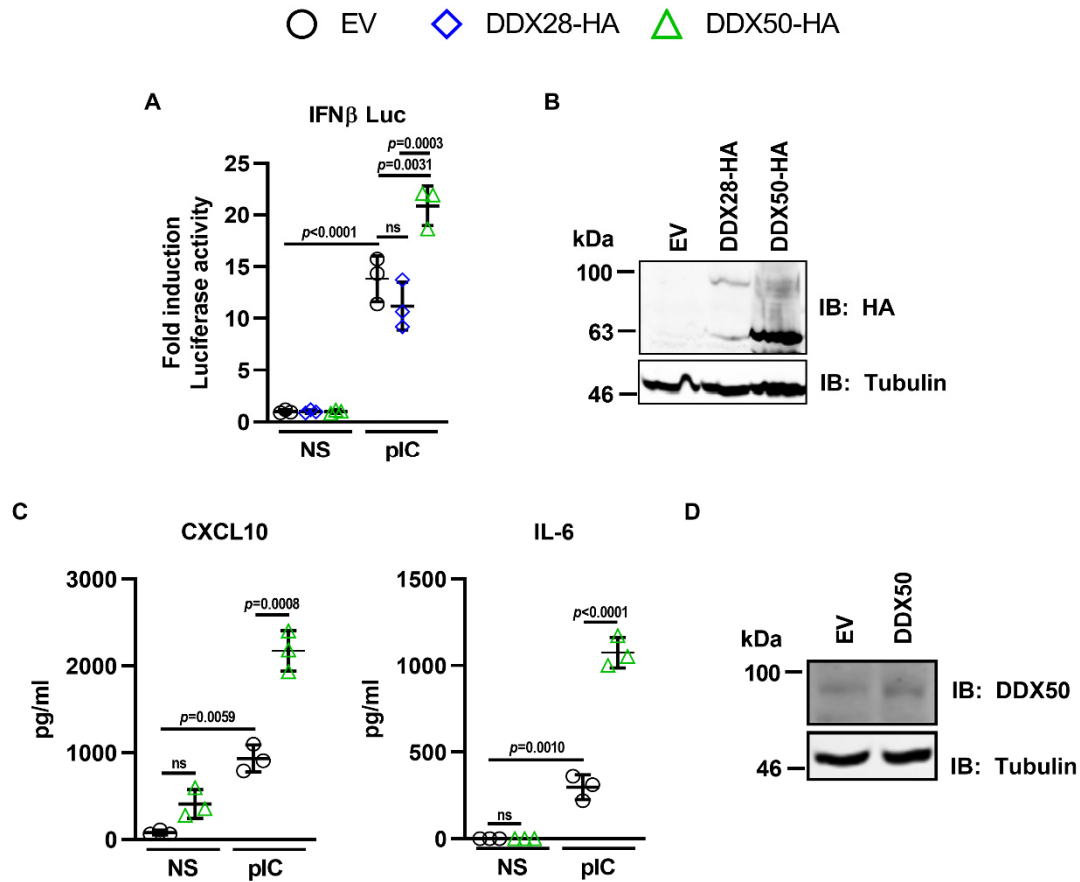 EV DDX28-HA DDX50-HA
A
IFNβ Luc
p=0.0003
p=0.0031
p<0.0001
ns
Fold induction
Luciferase activity
25
20
15
10
5
0
NS pIC
B
EV DDX28-HA DDX50-HA
kDa
100
63
46
IB: HA
IB: Tubulin
C
CXCL10
pg/ml
3000
2000
1000
0
p=0.0008
p=0.0059
ns
NS pIC
IL-6
pg/ml
1500
1000
500
0
p<0.0001
p=0.0010
ns
NS pIC
D
EV DDX50
kDa
100
46
IB: DDX50
IB: Tubulin